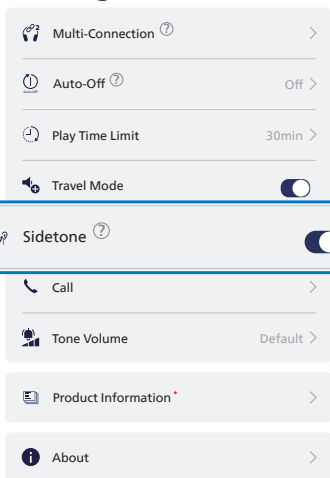 Multi-Connection ?
Auto-Off ? Off >
Play Time Limit 30min >
Travel Mode
Sidetone ?
Call >
Tone Volume Default >
Product Information
About